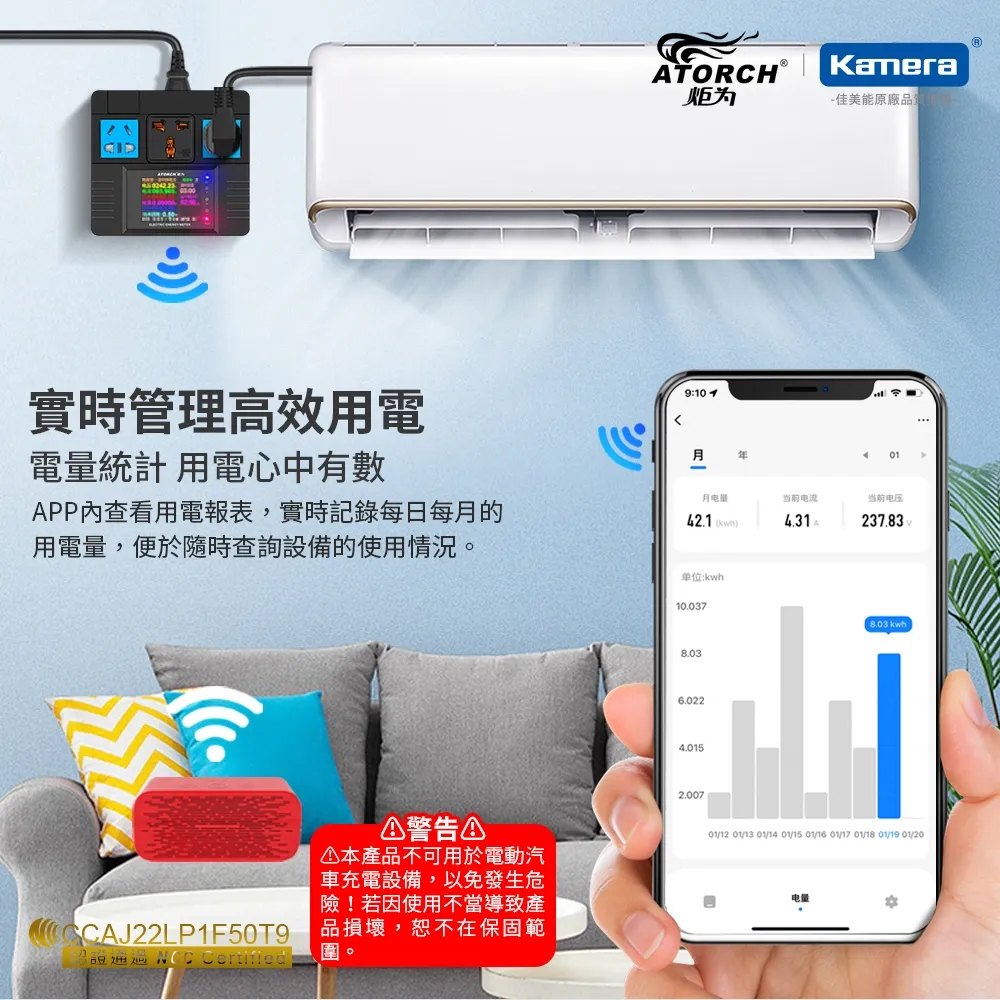 ATORCH®
炬为
Kamera®
-佳美能原廠品
ATORCH
ELECTRIC ENERGY METER
實時管理高效用電
電量統計 用電心中有數
APP內查看用電報表，實時記錄每日每月的
用電量，便於隨時查詢設備的使用情況。
9:10
月 年 01
月电量 当前电流 当前电压
42.1 (kwh) 4.31 A 237.83 V
单位:kwh
10.037
8.03 kwh
8.03
6.022
4.015
2.007
01/12 01/13 01/14 01/15 01/16 01/17 01/18 01/19 01/20
电量
⚠警告⚠
⚠本產品不可用於電動汽
車充電設備，以免發生危
險！若因使用不當導致產
品損壞，恕不在保固範
圍。
CCAJ22LP1F50T9
認證通過 NCC Certified